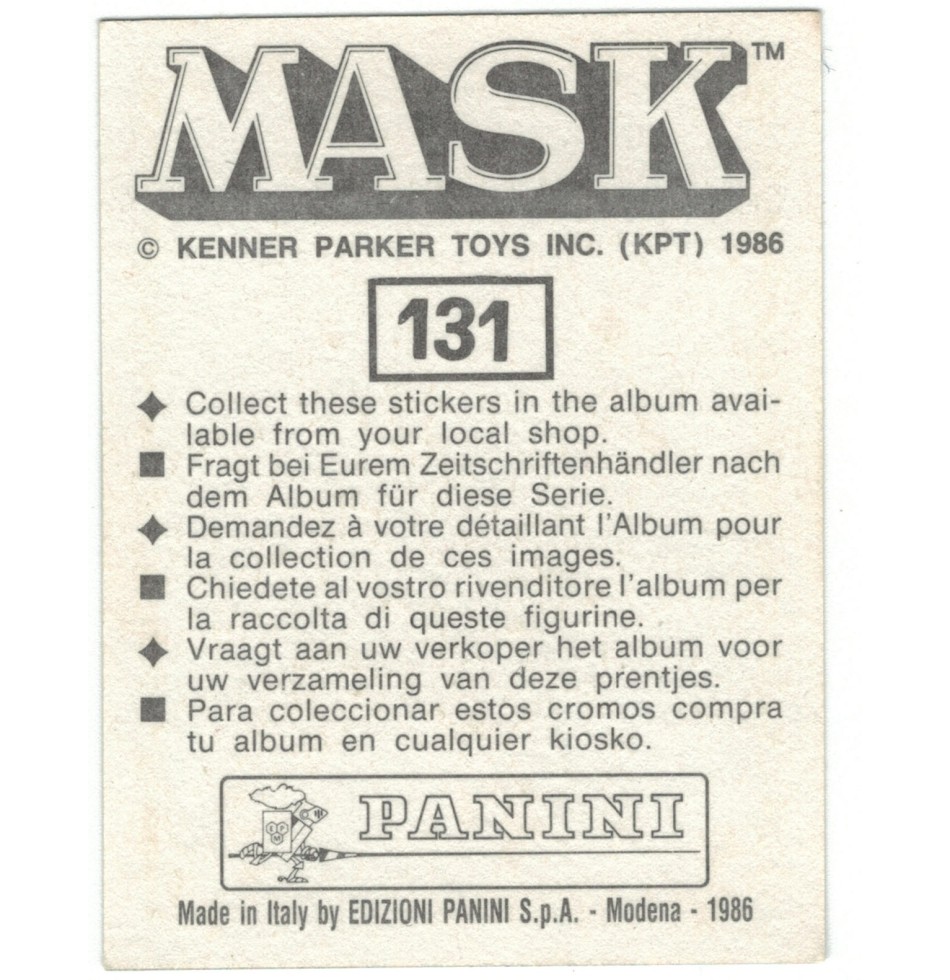 MASK™
© KENNER PARKER TOYS INC. (KPT) 1986
131
Collect these stickers in the album avai-
lable from your local shop.
Fragt bei Eurem Zeitschriftenhändler nach
dem Album für diese Serie.
Demandez à votre détaillant l'Album pour
la collection de ces images.
Chiedete al vostro rivenditore l'album per
la raccolta di queste figurine.
Vraagt aan uw verkoper het album voor
uw verzameling van deze prentjes.
Para coleccionar estos cromos compra
tu album en cualquier kiosko.
PANINI
Made in Italy by EDIZIONI PANINI S.p.A. - Modena - 1986